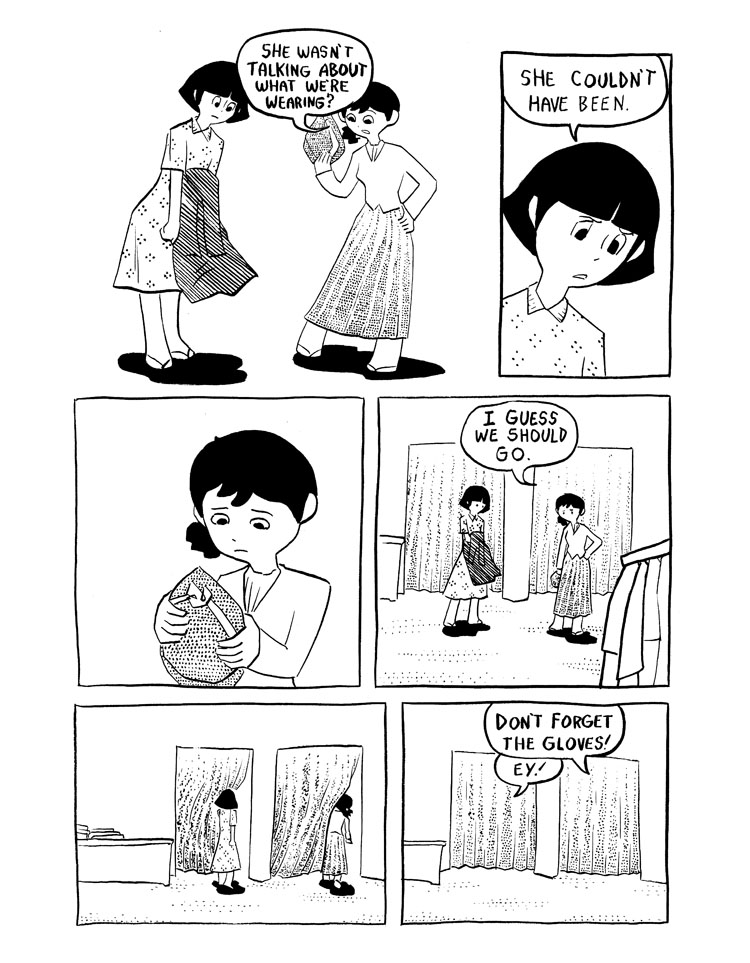 SHE WASN'T
TALKING ABOUT
WHAT WE'RE
WEARING?
SHE COULDN'T
HAVE BEEN.
I GUESS
WE SHOULD
GO.
DON'T FORGET
THE GLOVES!
EY!